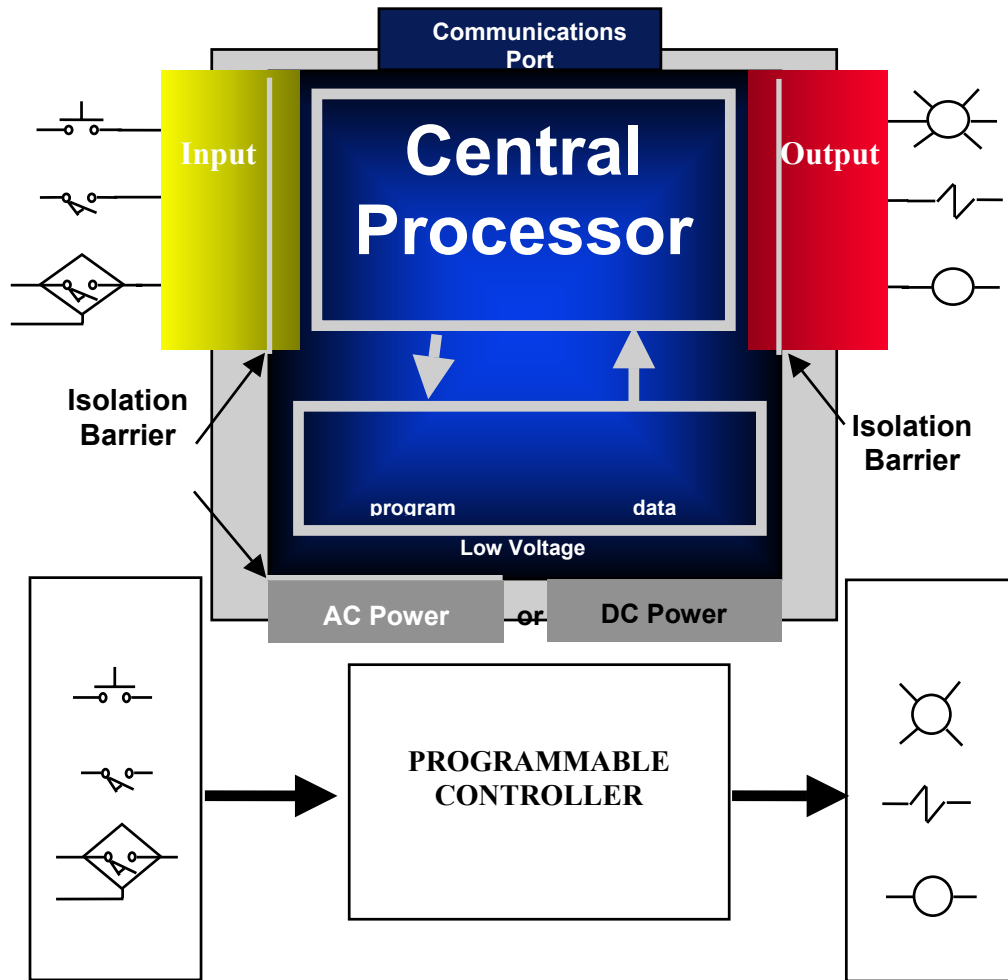 Communications
Port
Input
Central
Processor
Output
Isolation
Barrier
Isolation
Barrier
program
data
Low Voltage
AC Power
or
DC Power
PROGRAMMABLE
CONTROLLER